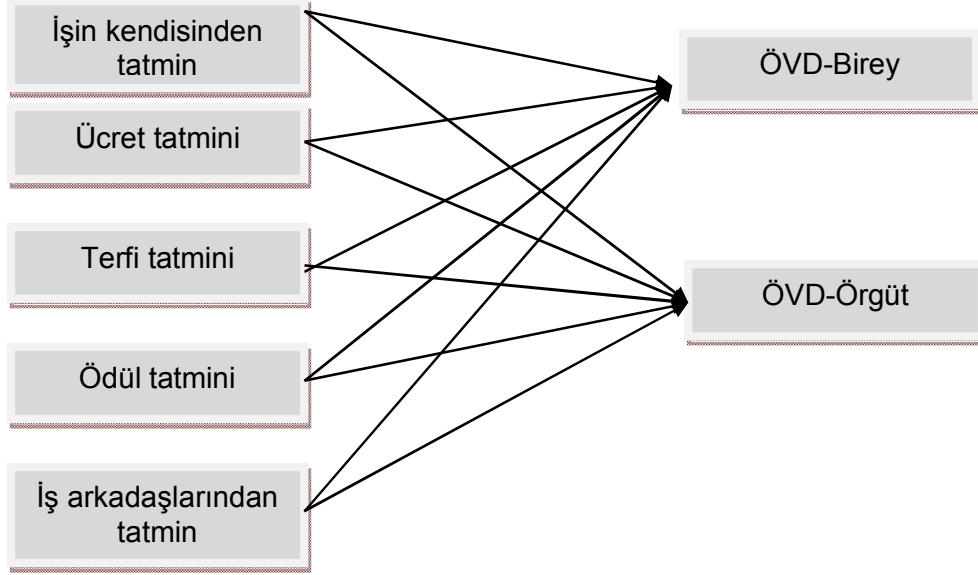 İşin kendisinden
tatmin
Ücret tatmini
Terfi tatmini
Ödül tatmini
İş arkadaşlarından
tatmin
ÖVD-Birey
ÖVD-Örgüt